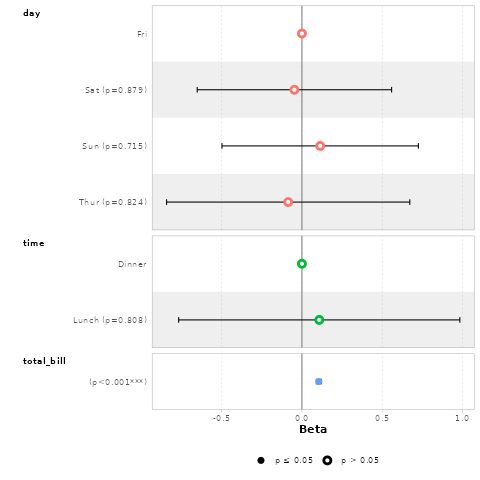 day
Fri
Sat (p=0.879)
Sun (p=0.715)
Thur (p=0.824)
time
Dinner
Lunch (p=0.808)
total_bill
(p<0.001***)
-0.5 0.0 0.5 1.0
Beta
p ≤ 0.05 p > 0.05